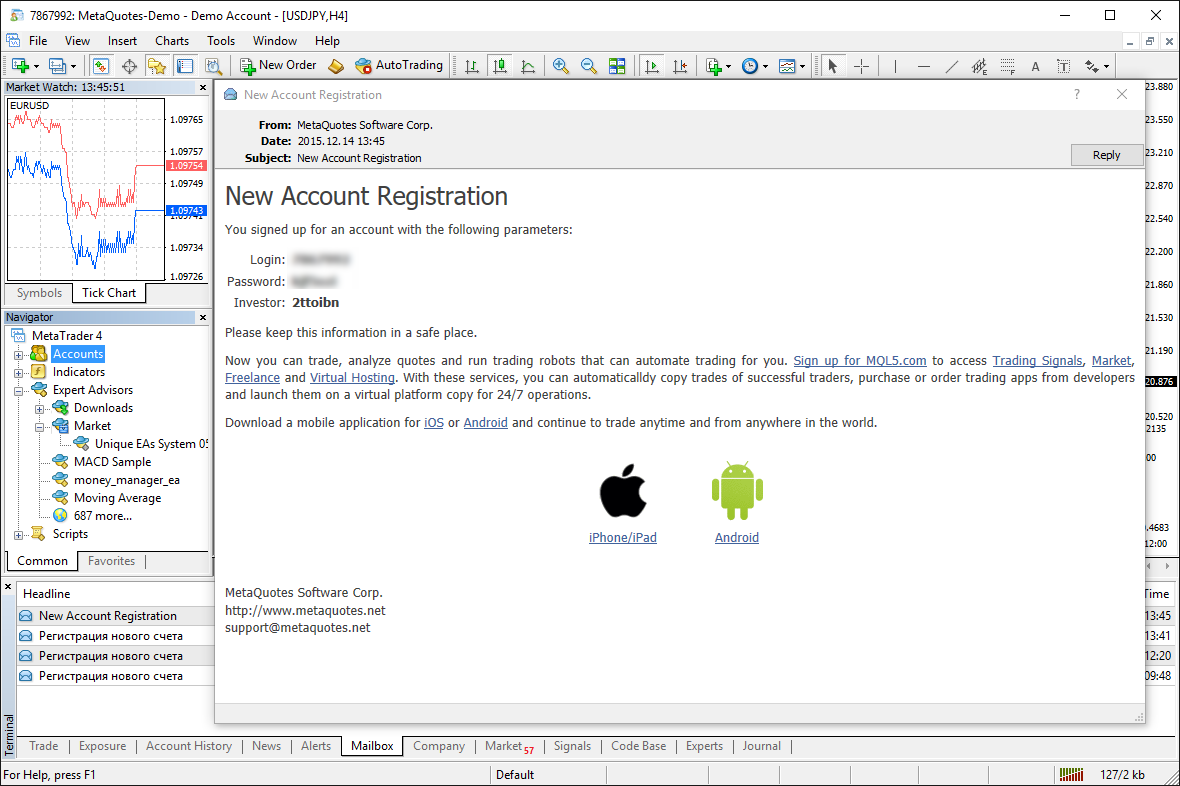 7867992: MetaQuotes-Demo - Demo Account - [USDJPY,H4]
File View Insert Charts Tools Window Help
New Order AutoTrading
A T
Market Watch: 13:45:51
EURUSD
1.09765
1.09757
1.09754
1.09749
1.09743
1.09741
1.09734
1.09726
Symbols Tick Chart
Navigator
MetaTrader 4
Accounts
Indicators
Expert Advisors
Downloads
Market
Unique EAs System 05
MACD Sample
money_manager_ea
Moving Average
687 more...
Scripts
Common Favorites
New Account Registration
From: MetaQuotes Software Corp.
Date: 2015.12.14 13:45
Subject: New Account Registration
Reply
New Account Registration
You signed up for an account with the following parameters:
Login:
Password:
Investor: 2ttoibn
Please keep this information in a safe place.
Now you can trade, analyze quotes and run trading robots that can automate trading for you. Sign up for MQL5.com to access Trading Signals, Market,
Freelance and Virtual Hosting. With these services, you can automaticalldy copy trades of successful traders, purchase or order trading apps from developers
and launch them on a virtual platform copy for 24/7 operations.
Download a mobile application for iOS or Android and continue to trade anytime and from anywhere in the world.
iPhone/iPad Android
MetaQuotes Software Corp.
http://www.metaquotes.net
support@metaquotes.net
23.880
23.550
23.210
22.870
22.540
22.200
21.860
21.530
21.190
20.876
20.520
2135
00
.4683
12:00
Headline Time
New Account Registration 13:45
Регистрация нового счета 13:41
Регистрация нового счета 12:20
Регистрация нового счета 09:48
Terminal
Trade Exposure Account History News Alerts Mailbox Company Market 57 Signals Code Base Experts Journal
For Help, press F1 Default 127/2 kb